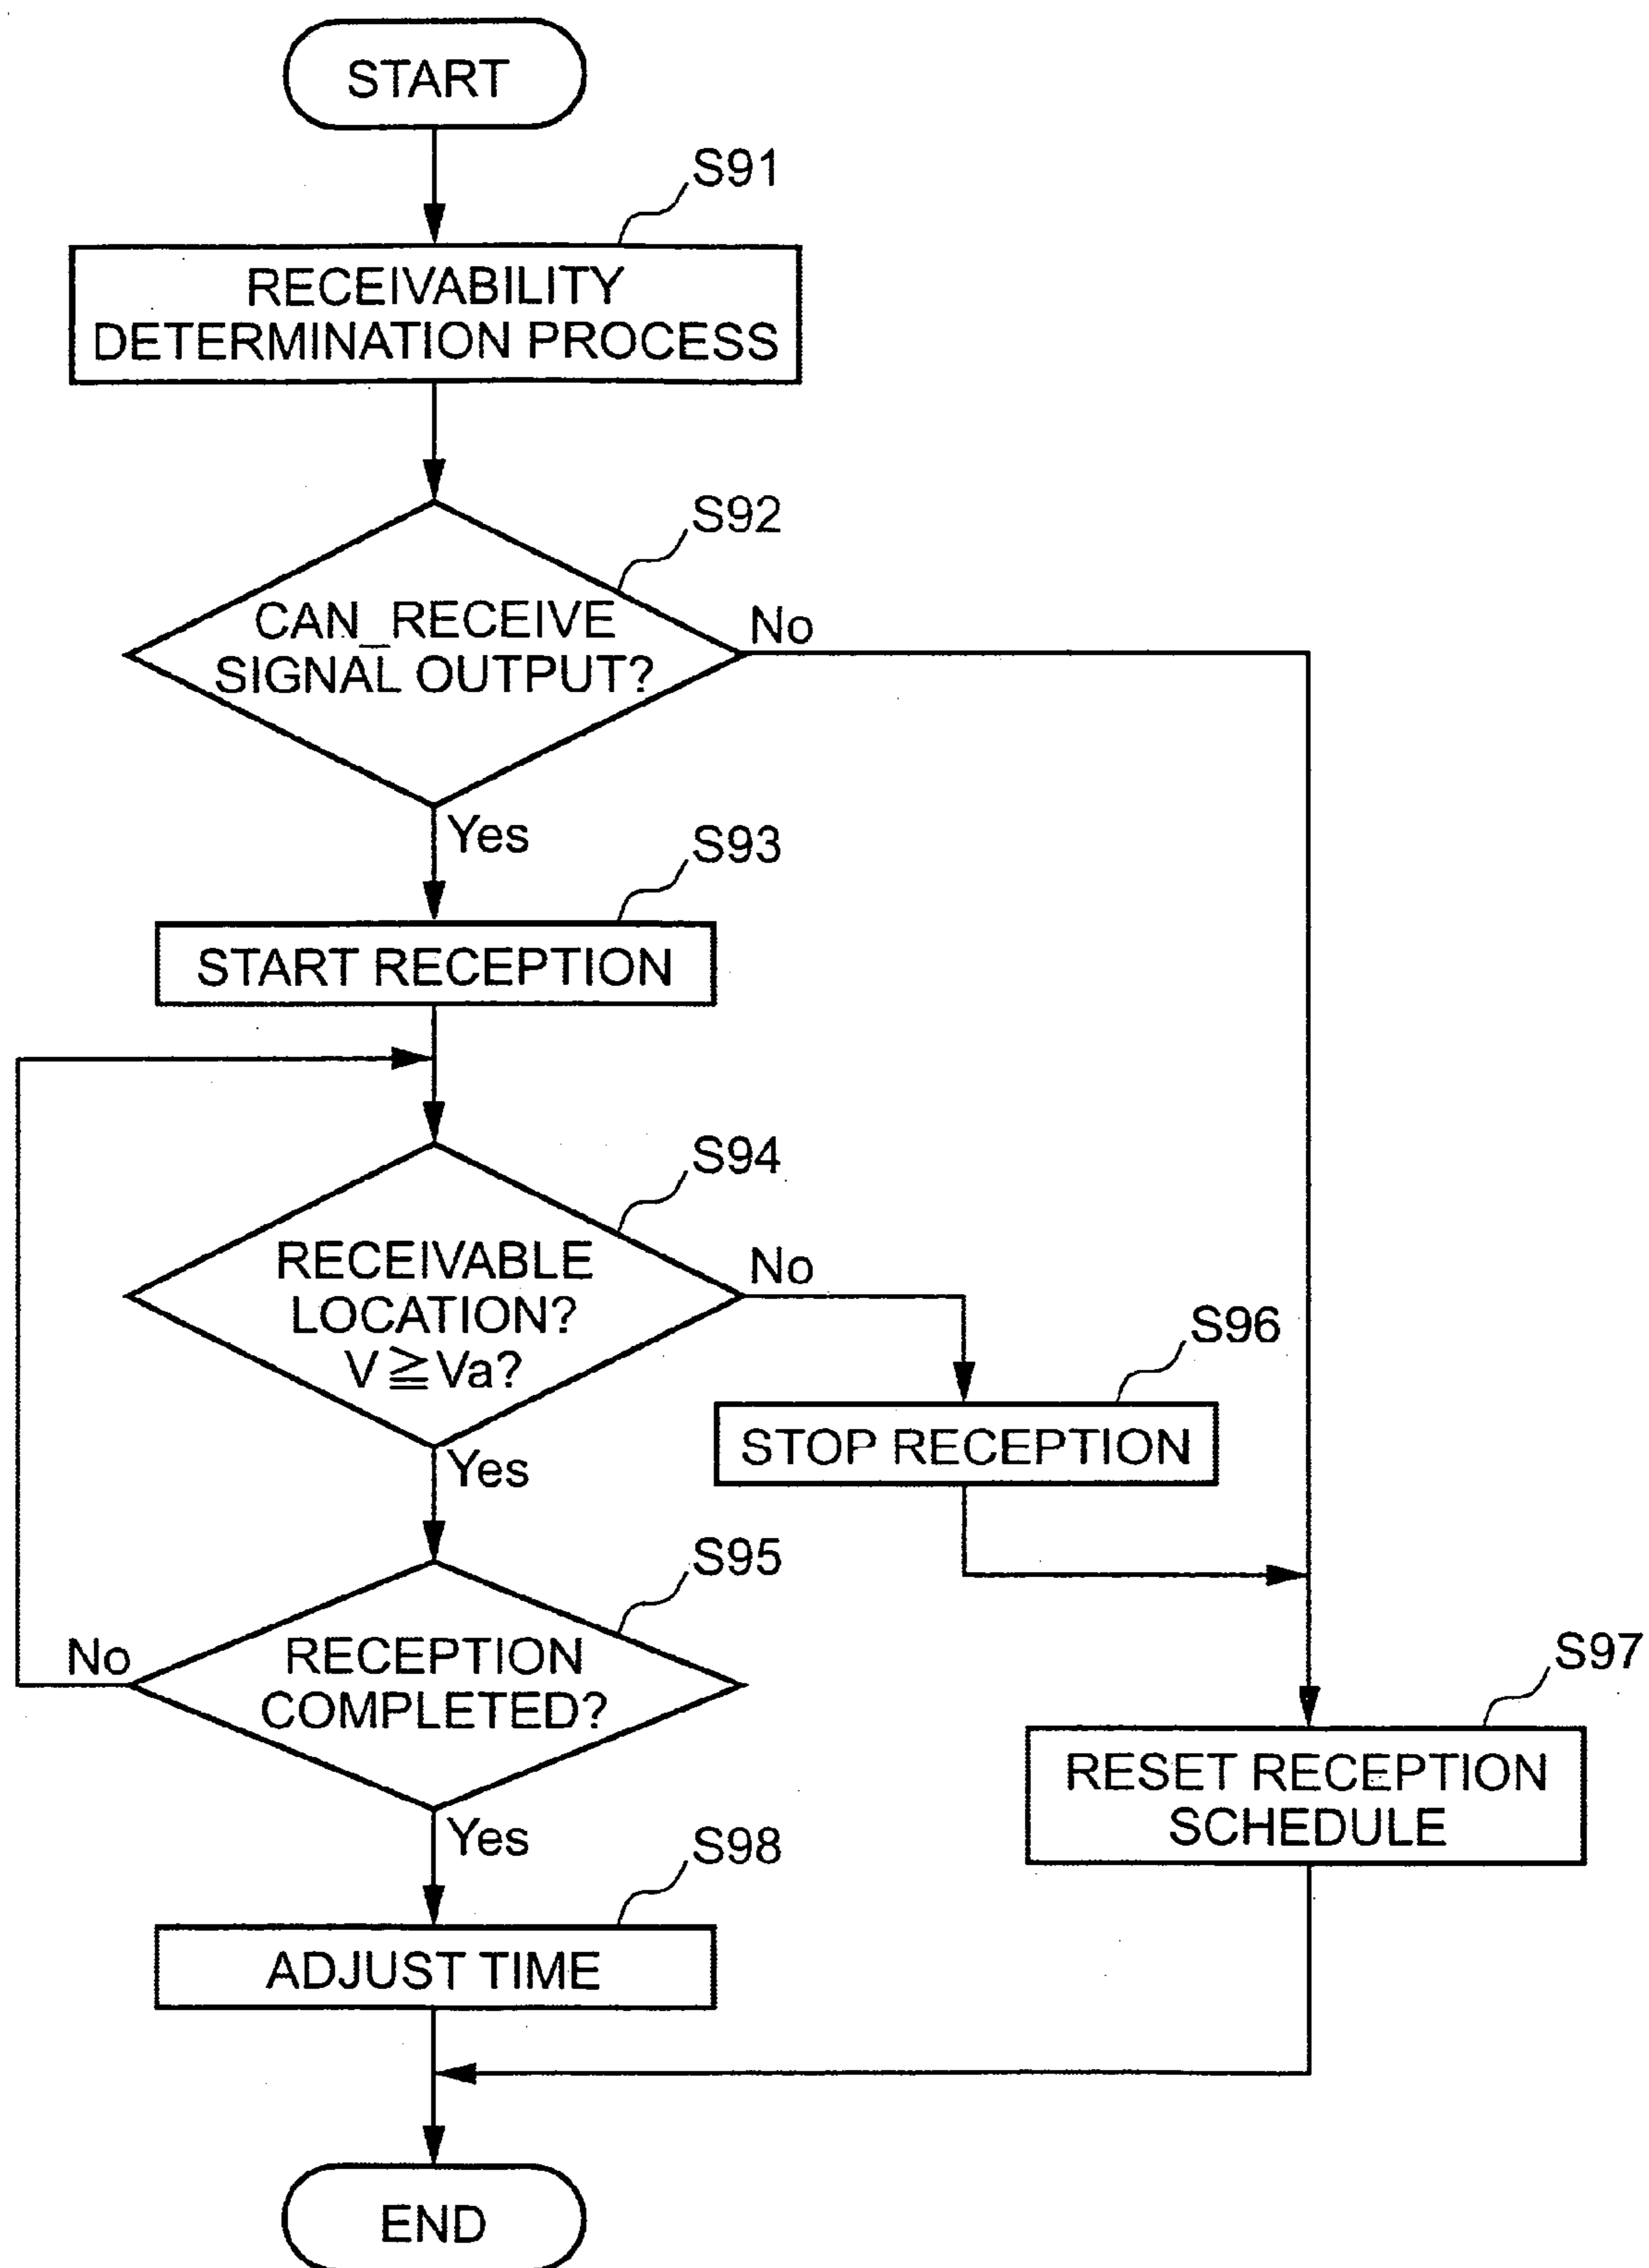 START
S91
RECEIVABILITY
DETERMINATION PROCESS
S92
CAN_RECEIVE
SIGNAL OUTPUT?
No
Yes
S93
START RECEPTION
S94
RECEIVABLE
LOCATION?
V≧Va?
No
Yes
S96
STOP RECEPTION
S95
RECEPTION
COMPLETED?
No
Yes
S97
RESET RECEPTION
SCHEDULE
S98
ADJUST TIME
END